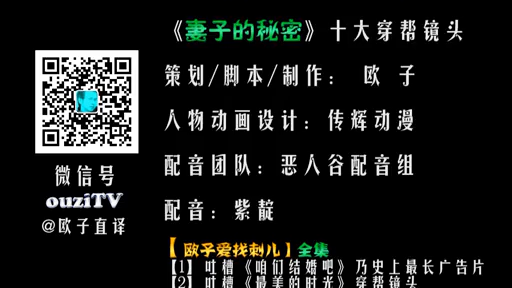 《妻子的秘密》十大穿帮镜头
策划/脚本/制作： 欧 子
人物动画设计：传辉动漫
配音团队：恶人谷配音组
配音：紫靛
微信号
ouziTV
@欧子直译
【欧子爱找刺儿】全集
【1】 吐槽《咱们结婚吧》乃史上最长广告片
【2】 吐槽《最美的时光》穿帮镜头